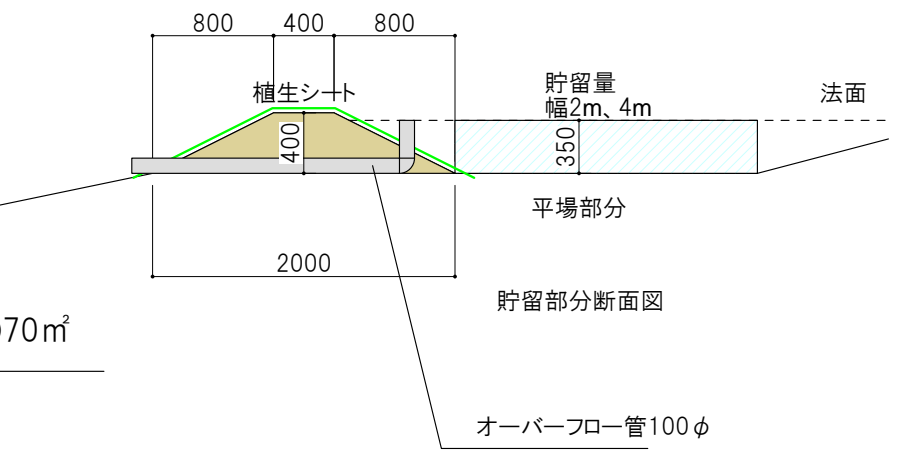 800 400 800
植生シート
貯留量
幅2m、4m
法面
400
350
平場部分
2000
貯留部分断面図
70㎡
オーバーフロー管100φ